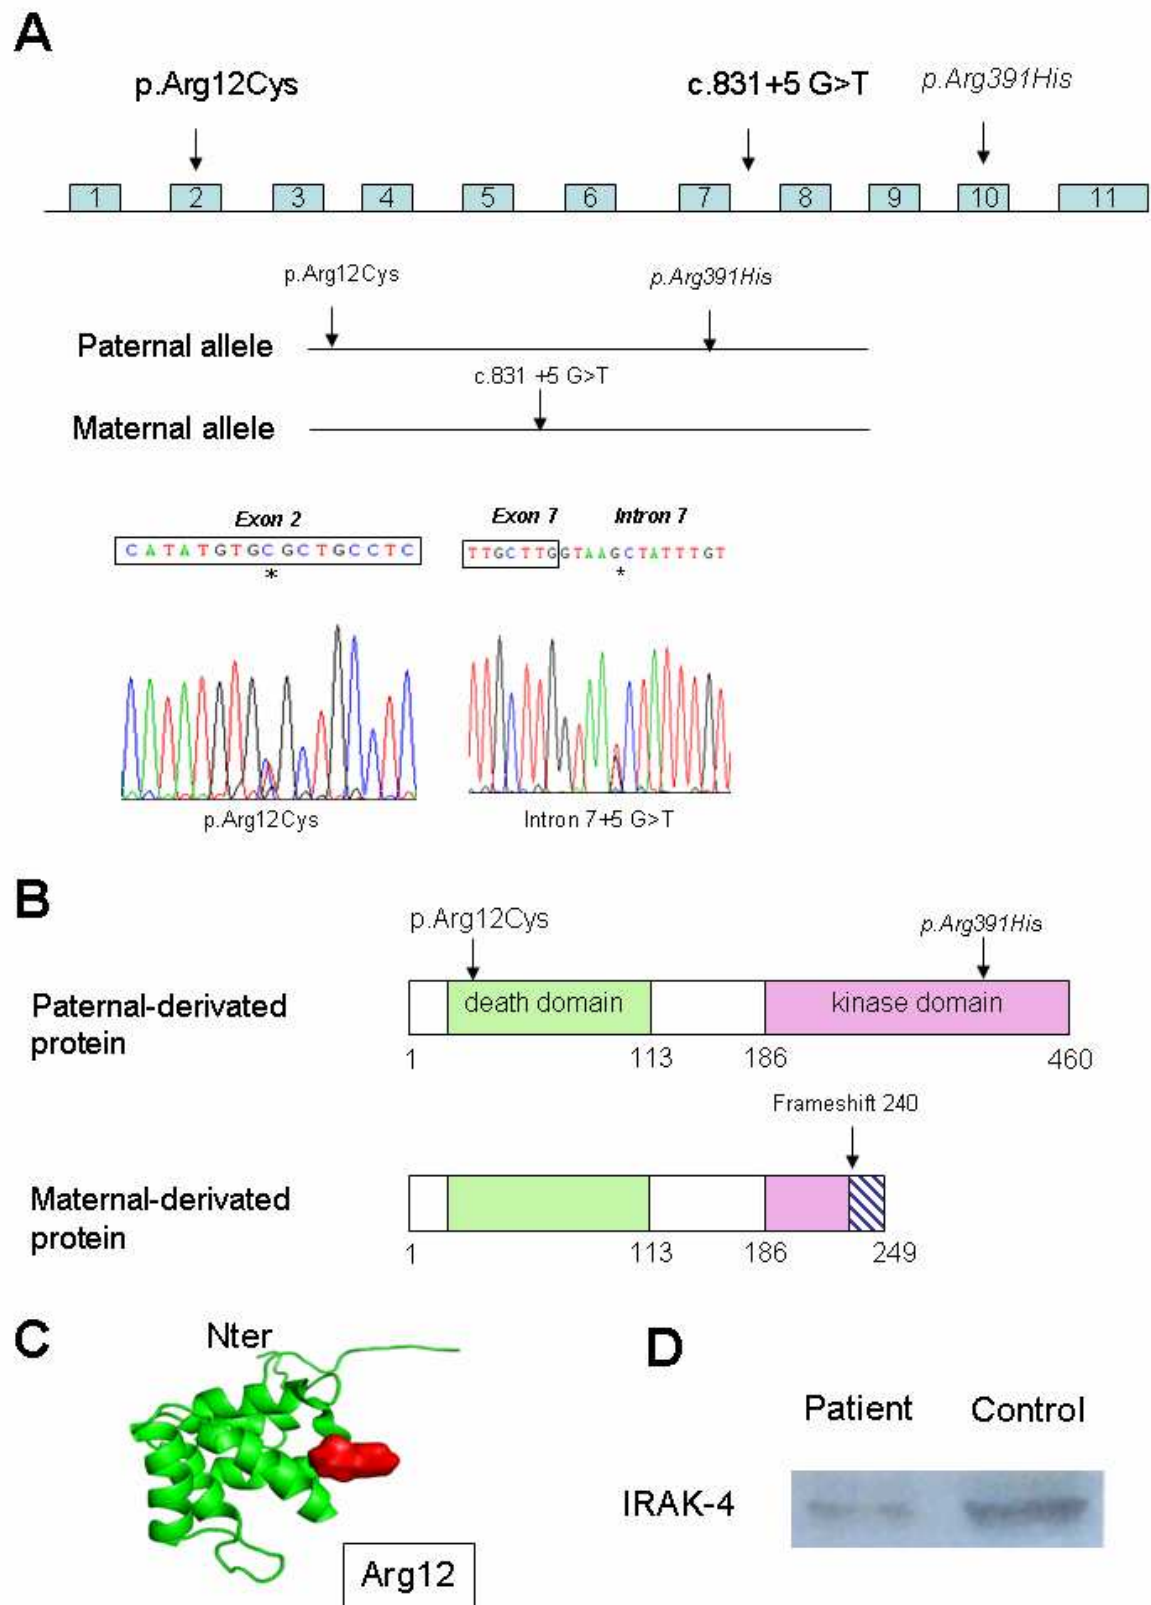 A
p.Arg12Cys
c.831+5 G>T
p.Arg391His
1 2 3 4 5 6 7 8 9 10 11
p.Arg12Cys
p.Arg391His
Paternal allele
c.831 +5 G>T
Maternal allele
Exon 2
Exon 7 Intron 7
CATATGTGCGCTGCCTC
TTGCTTGGTAAGCTATTTGT
* *
p.Arg12Cys
Intron 7+5 G>T
B
p.Arg12Cys
p.Arg391His
Paternal-derivated
protein
death domain
kinase domain
1 113 186 460
Frameshift 240
Maternal-derivated
protein
1 113 186 249
C
Nter
Arg12
D
Patient Control
IRAK-4